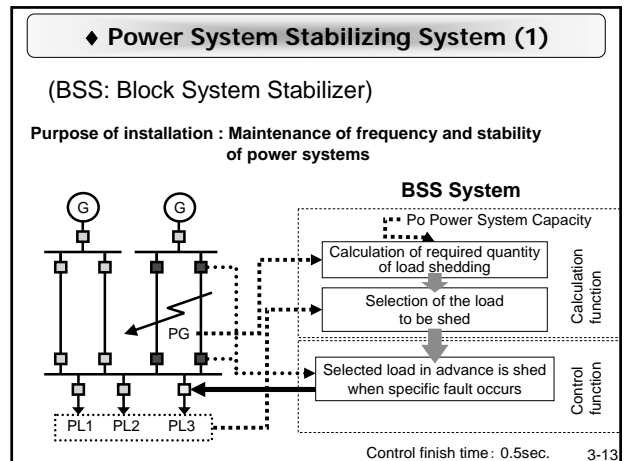 ♦ Power System Stabilizing System (1)
(BSS: Block System Stabilizer)
Purpose of installation : Maintenance of frequency and stability
of power systems
BSS System
G
G
Po Power System Capacity
Calculation of required quantity
of load shedding
Calculation
function
Selection of the load
to be shed
PG
Selected load in advance is shed
when specific fault occurs
Control
function
PL1
PL2
PL3
Control finish time: 0.5sec.
3-13